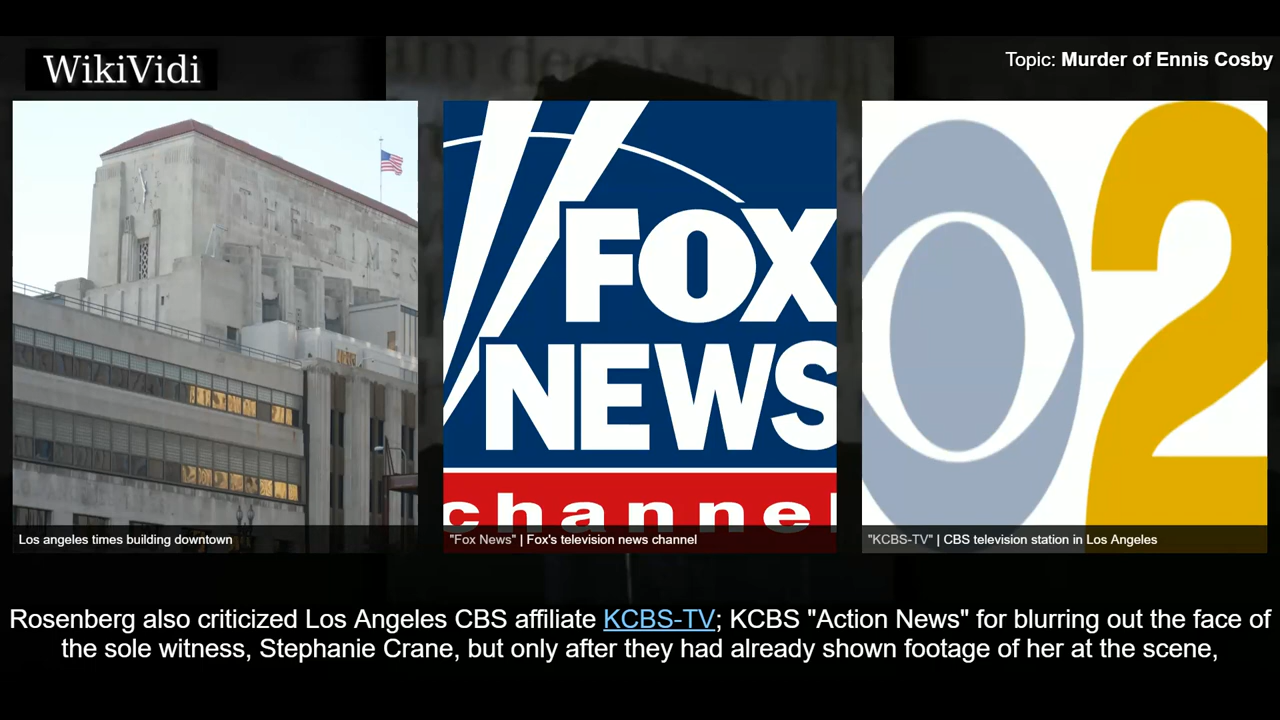 WikiVidi
Topic: Murder of Ennis Cosby
THE TIMES
FOX
NEWS
channel
2
Los angeles times building downtown
"Fox News" | Fox's television news channel
"KCBS-TV" | CBS television station in Los Angeles
Rosenberg also criticized Los Angeles CBS affiliate KCBS-TV; KCBS "Action News" for blurring out the face of
the sole witness, Stephanie Crane, but only after they had already shown footage of her at the scene,